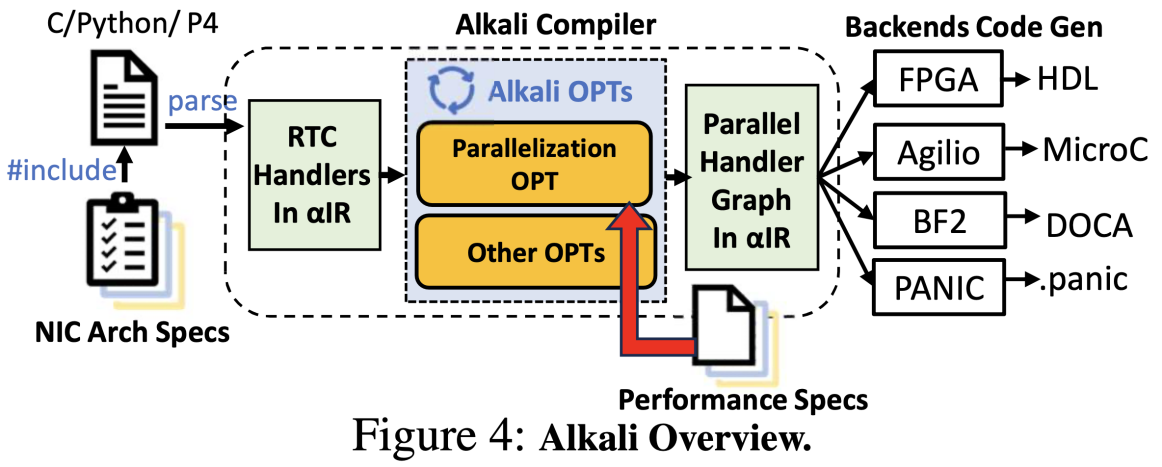 C/Python/ P4
Alkali Compiler
Backends Code Gen
parse
#include
NIC Arch Specs
RTC
Handlers
In αIR
Alkali OPTs
Parallelization
OPT
Other OPTs
Parallel
Handler
Graph
In αIR
Performance Specs
FPGA
HDL
Agilio
MicroC
BF2
DOCA
PANIC
.panic
Figure 4: Alkali Overview.